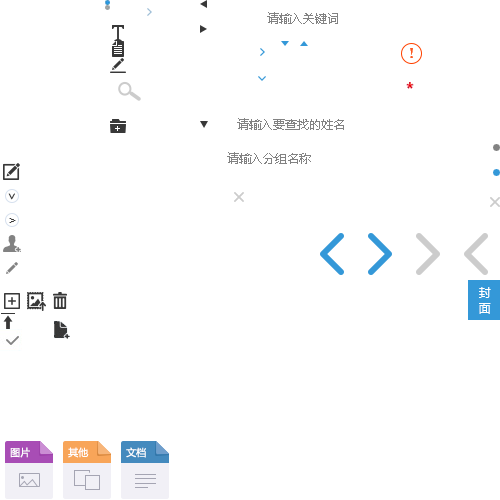 请输入关键词
请输入要查找的姓名
请输入分组名称
封
面
图片
其他
文档